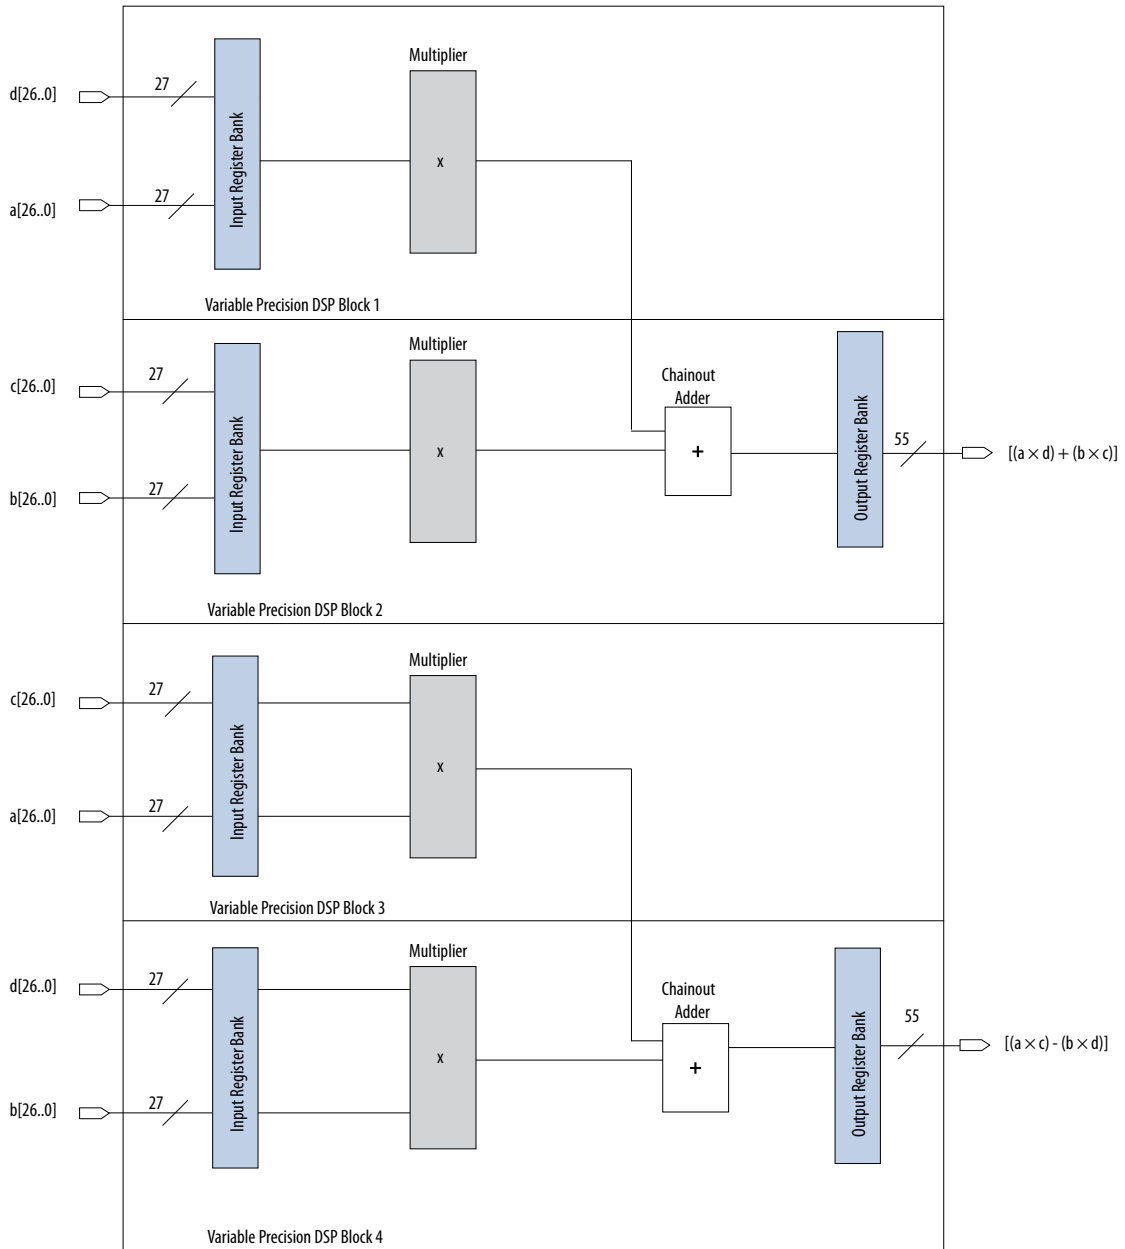 Multiplier
d[26..0]
27
Input Register Bank
x
a[26..0]
27
Variable Precision DSP Block 1
Multiplier
c[26..0]
27
Input Register Bank
Chainout
Adder
Output Register Bank
x
+
55
[(a × d) + (b × c)]
b[26..0]
27
Variable Precision DSP Block 2
Multiplier
c[26..0]
27
Input Register Bank
x
a[26..0]
27
Variable Precision DSP Block 3
Multiplier
d[26..0]
27
Input Register Bank
Chainout
Adder
Output Register Bank
x
+
55
[(a × c) - (b × d)]
b[26..0]
27
Variable Precision DSP Block 4